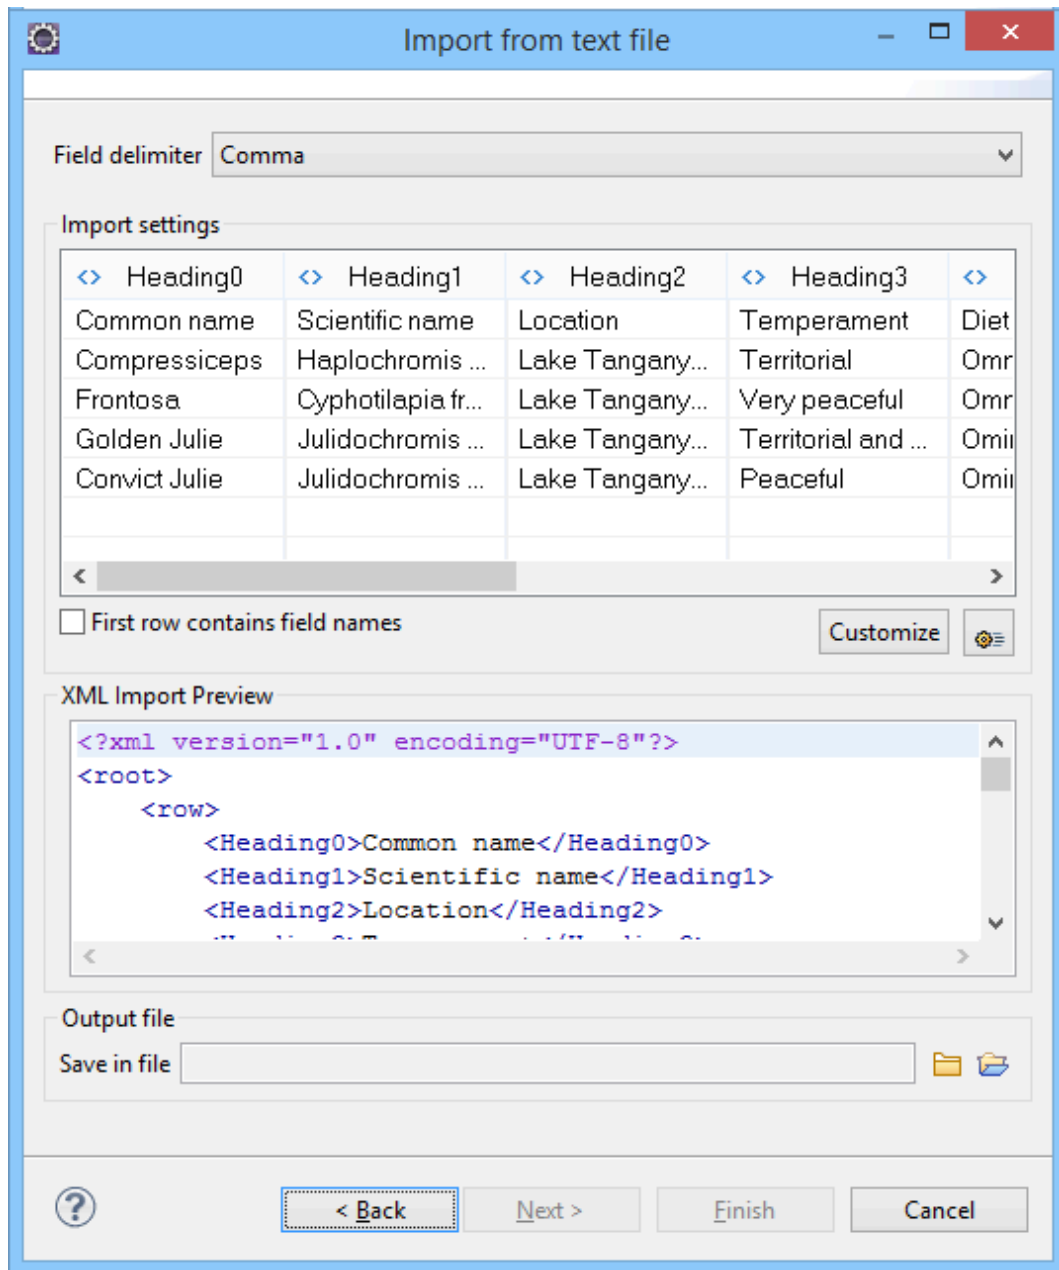 Import from text file
Field delimiter Comma
Import settings
<> Heading0 <> Heading1 <> Heading2 <> Heading3 <>
Common name Scientific name Location Temperament Diet
Compressiceps Haplochromis ... Lake Tangany... Territorial
Frontosa Cyphotilapia fr... Lake Tangany... Very peaceful
Golden Julie Julidochromis ... Lake Tangany... Territorial and ...
Convict Julie Julidochromis ... Lake Tangany... Peaceful
First row contains field names Customize
XML Import Preview
<?xml version="1.0" encoding="UTF-8"?>
<root>
<row>
<Heading0>Common name</Heading0>
<Heading1>Scientific name</Heading1>
<Heading2>Location</Heading2>
Output file
Save in file
? < Back Next > Finish Cancel